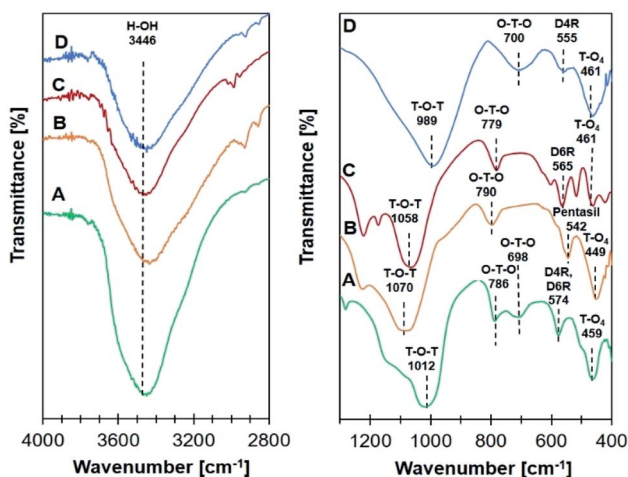 H-OH
3446
D
C
B
A
Transmittance [%]
4000
3600
3200
2800
Wavenumber [cm⁻¹]
D
O-T-O
700
D4R
555
T-O₄
461
T-O-T
989
O-T-O
779
D6R
565
T-O₄
461
C
T-O-T
1058
O-T-O
790
Pentasil
542
T-O₄
449
B
T-O-T
1070
O-T-O
786
O-T-O
698
D4R,
D6R
574
T-O₄
459
A
T-O-T
1012
Transmittance [%]
1200
1000
800
600
400
Wavenumber [cm⁻¹]